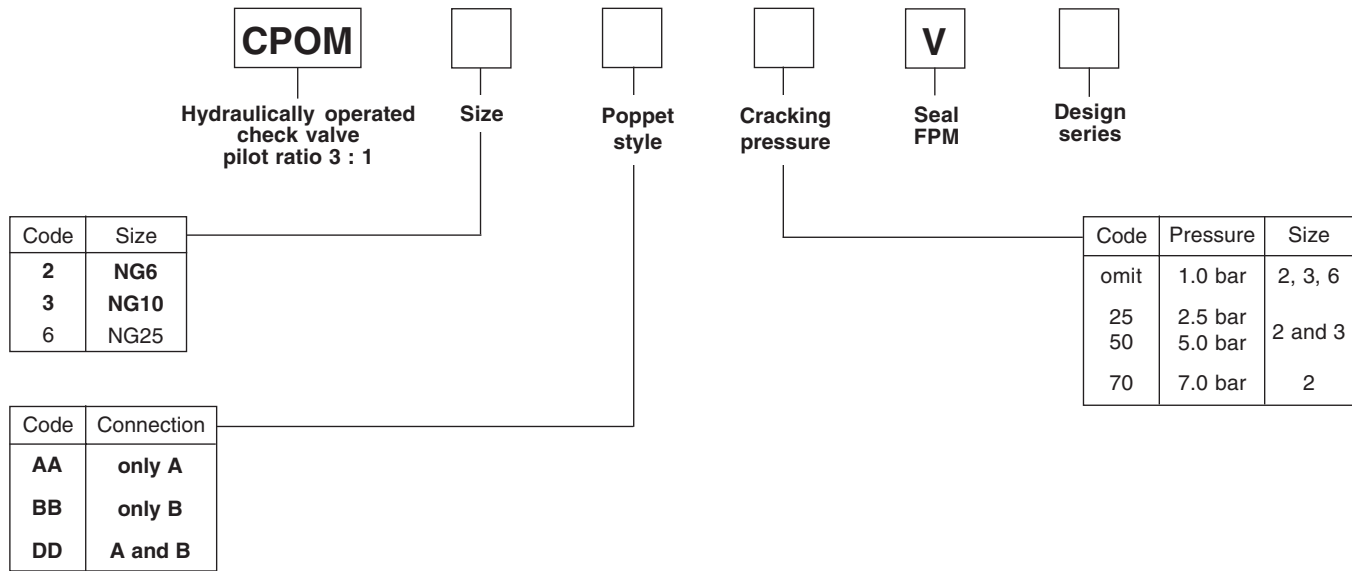 CPOM
V
Hydraulically operated
check valve
pilot ratio 3 : 1
Size
Poppet
style
Cracking
pressure
Seal
FPM
Design
series
Code Size
2 NG6
3 NG10
6 NG25
Code Pressure Size
omit 1.0 bar 2, 3, 6
25 2.5 bar
2 and 3
50 5.0 bar
70 7.0 bar 2
Code Connection
AA only A
BB only B
DD A and B